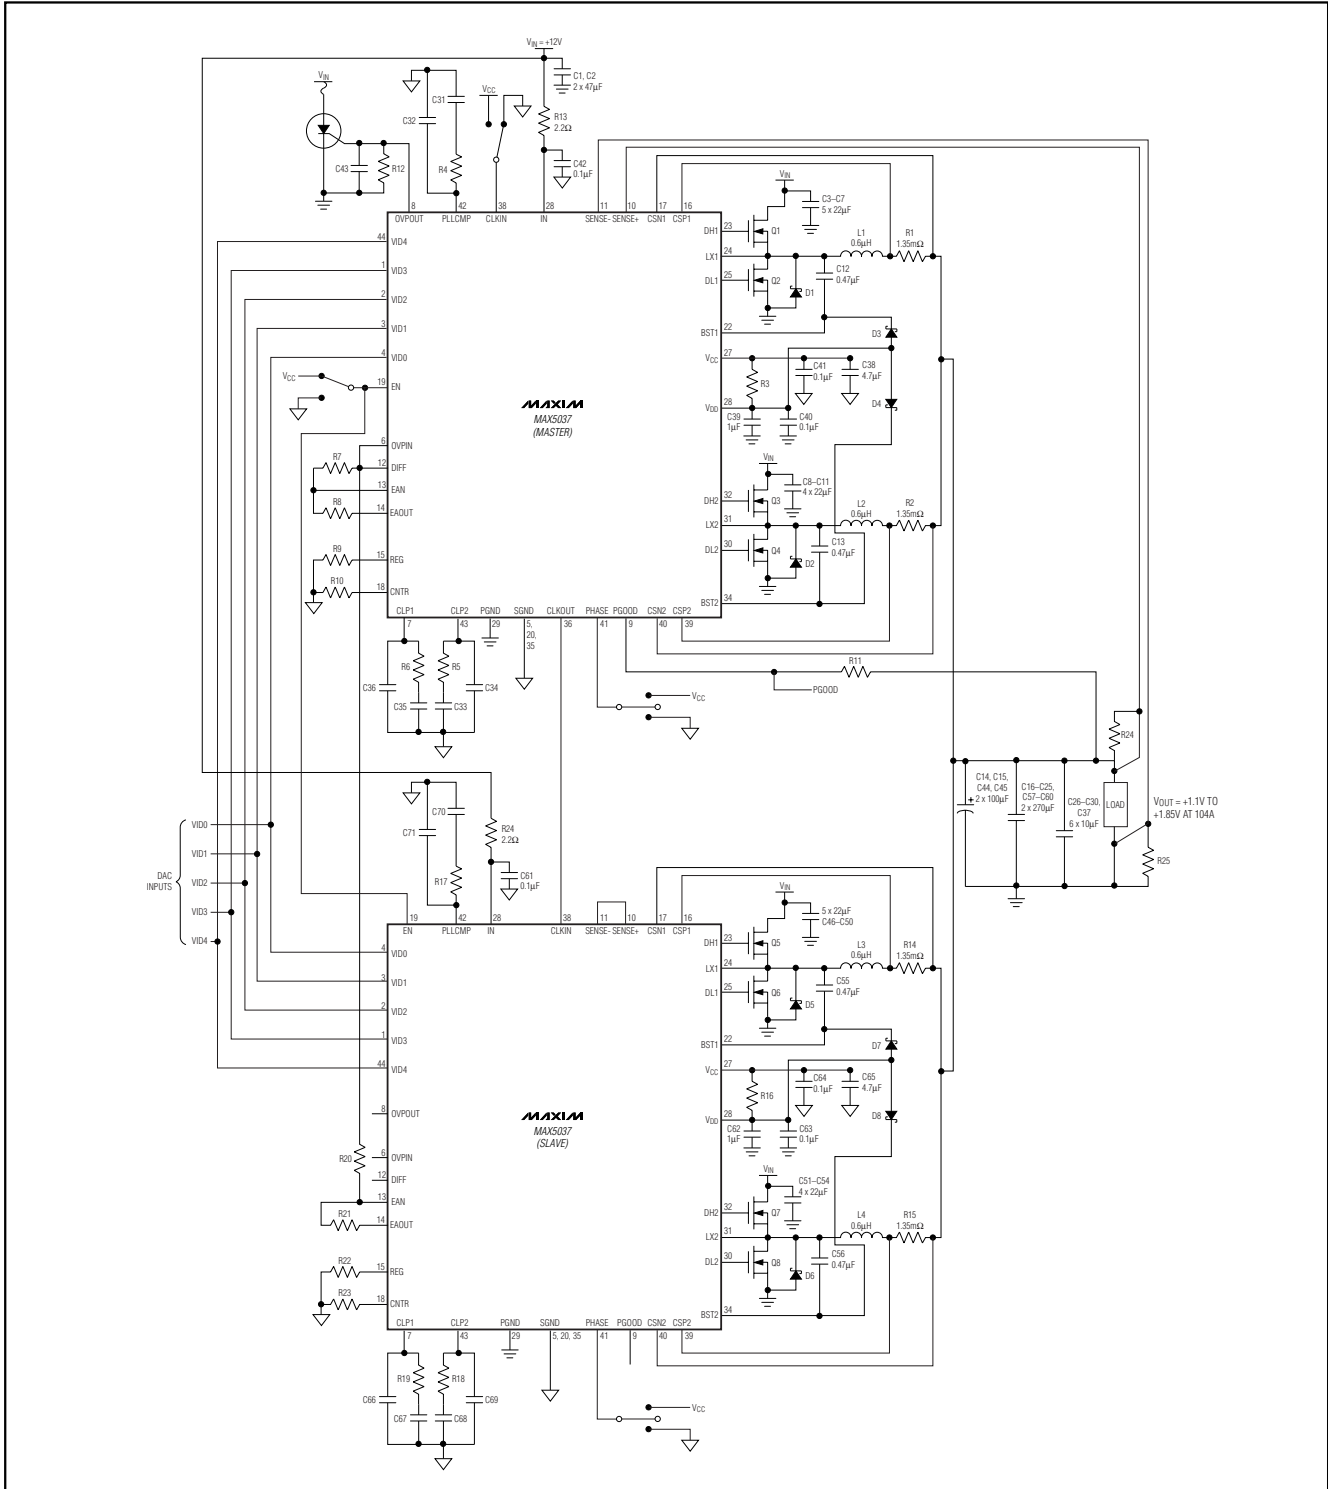 VIN = +12V
C1, C2
2 x 47µF
VIN
C31
C32
VCC
R13
2.2Ω
C43
R12
R4
C42
0.1µF
8
42
38
28
11
10
17
16
OVPOUT
PLLCMP
CLKIN
IN
SENSE-
SENSE+
CSN1
CSP1
VIN
C3–C7
5 x 22µF
44
VID4
1
VID3
2
VID2
3
VID1
4
VID0
VCC
19
EN
6
OVPIN
R7
12
DIFF
13
EAN
R8
14
EAOUT
R9
15
REG
R10
18
CNTR
MAXIM
MAX5037
(MASTER)
DH1
23
Q1
LX1
24
L1
0.6µH
R1
1.35mΩ
DL1
25
Q2
D1
C12
0.47µF
BST1
22
D3
VCC
27
R3
C41
0.1µF
C38
4.7µF
VDD
28
D4
C39
1µF
C40
0.1µF
VIN
C8–C11
4 x 22µF
DH2
32
Q3
LX2
31
L2
0.6µH
R2
1.35mΩ
DL2
30
Q4
D2
C13
0.47µF
BST2
34
CLP1
CLP2
PGND
SGND
CLKOUT
PHASE
PGOOD
CSN2
CSP2
7
43
29
5,
20,
35
36
41
9
40
39
R6
R5
C36
C34
C35
C33
R11
PGOOD
VCC
R24
C14, C15,
C44, C45
2 x 100µF
C16–C25,
C57–C60
2 x 270µF
C26–C30,
C37
6 x 10µF
LOAD
VOUT = +1.1V TO
+1.85V AT 104A
R25
C70
C71
R24
2.2Ω
R17
C61
0.1µF
DAC
INPUTS
VID0
VID1
VID2
VID3
VID4
19
42
28
38
11
10
17
16
EN
PLLCMP
IN
CLKIN
SENSE-
SENSE+
CSN1
CSP1
VIN
5 x 22µF
C46–C50
4
VID0
3
VID1
2
VID2
1
VID3
44
VID4
8
OVPOUT
R20
6
OVPIN
12
DIFF
13
EAN
R21
14
EAOUT
R22
15
REG
R23
18
CNTR
MAXIM
MAX5037
(SLAVE)
DH1
23
Q5
LX1
24
L3
0.6µH
R14
1.35mΩ
DL1
25
Q6
D5
C55
0.47µF
BST1
22
D7
VCC
27
R16
C64
0.1µF
C65
4.7µF
VDD
28
D8
C62
1µF
C63
0.1µF
VIN
C51–C54
4 x 22µF
DH2
32
Q7
LX2
31
L4
0.6µH
R15
1.35mΩ
DL2
30
Q8
D6
C56
0.47µF
BST2
34
CLP1
CLP2
PGND
SGND
PHASE
PGOOD
CSN2
CSP2
7
43
29
5, 20, 35
41
9
40
39
R19
R18
C66
C69
C67
C68
VCC